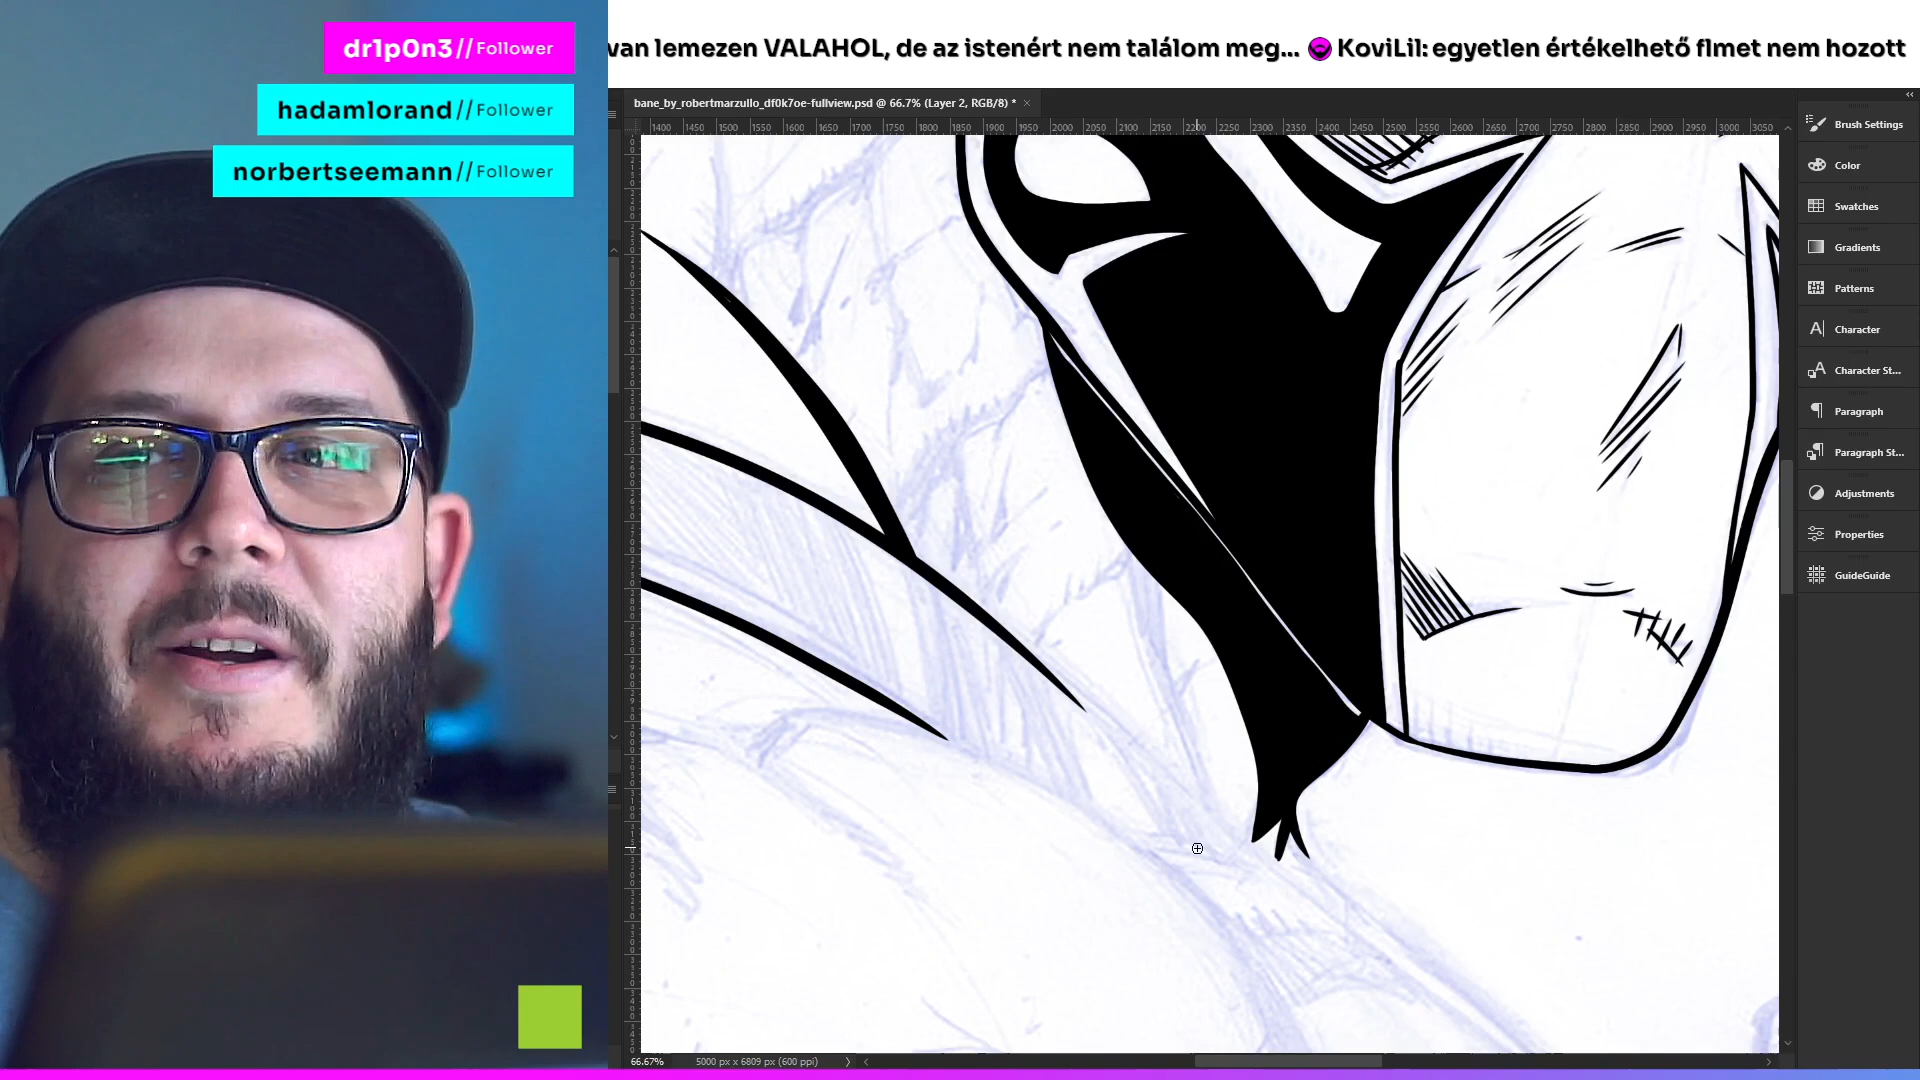 dr1p0n3//Follower
hadamlorand//Follower
norbertseemann//Follower
van lemezen VALAHOL, de az istenért nem találom meg... KoviLil: egyetlen értékelhető flmet nem hozott
bane_by_robertmarzullo_df0k7oe-fullview.psd @ 66.7% (Layer 2, RGB/8) * ×
1400 1450 1500 1550 1600 1650 1700 1750 1800 1850 1900 1950 2000 2050 2100 2150 2200 2250 2300 2350 2400 2450 2500 2550 2600 2650 2700 2750 2800 2850 2900 2950 3000 3050
Brush Settings
Color
Swatches
Gradients
Patterns
Character
Character St...
Paragraph
Paragraph St...
Adjustments
Properties
GuideGuide
66.67% 5000 px x 6809 px (600 ppi)